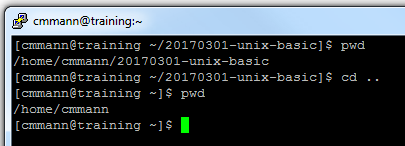 cmmann@training:~
[cmmann@training ~/20170301-unix-basic]$ pwd
/home/cmmann/20170301-unix-basic
[cmmann@training ~/20170301-unix-basic]$ cd ..
[cmmann@training ~]$ pwd
/home/cmmann
[cmmann@training ~]$